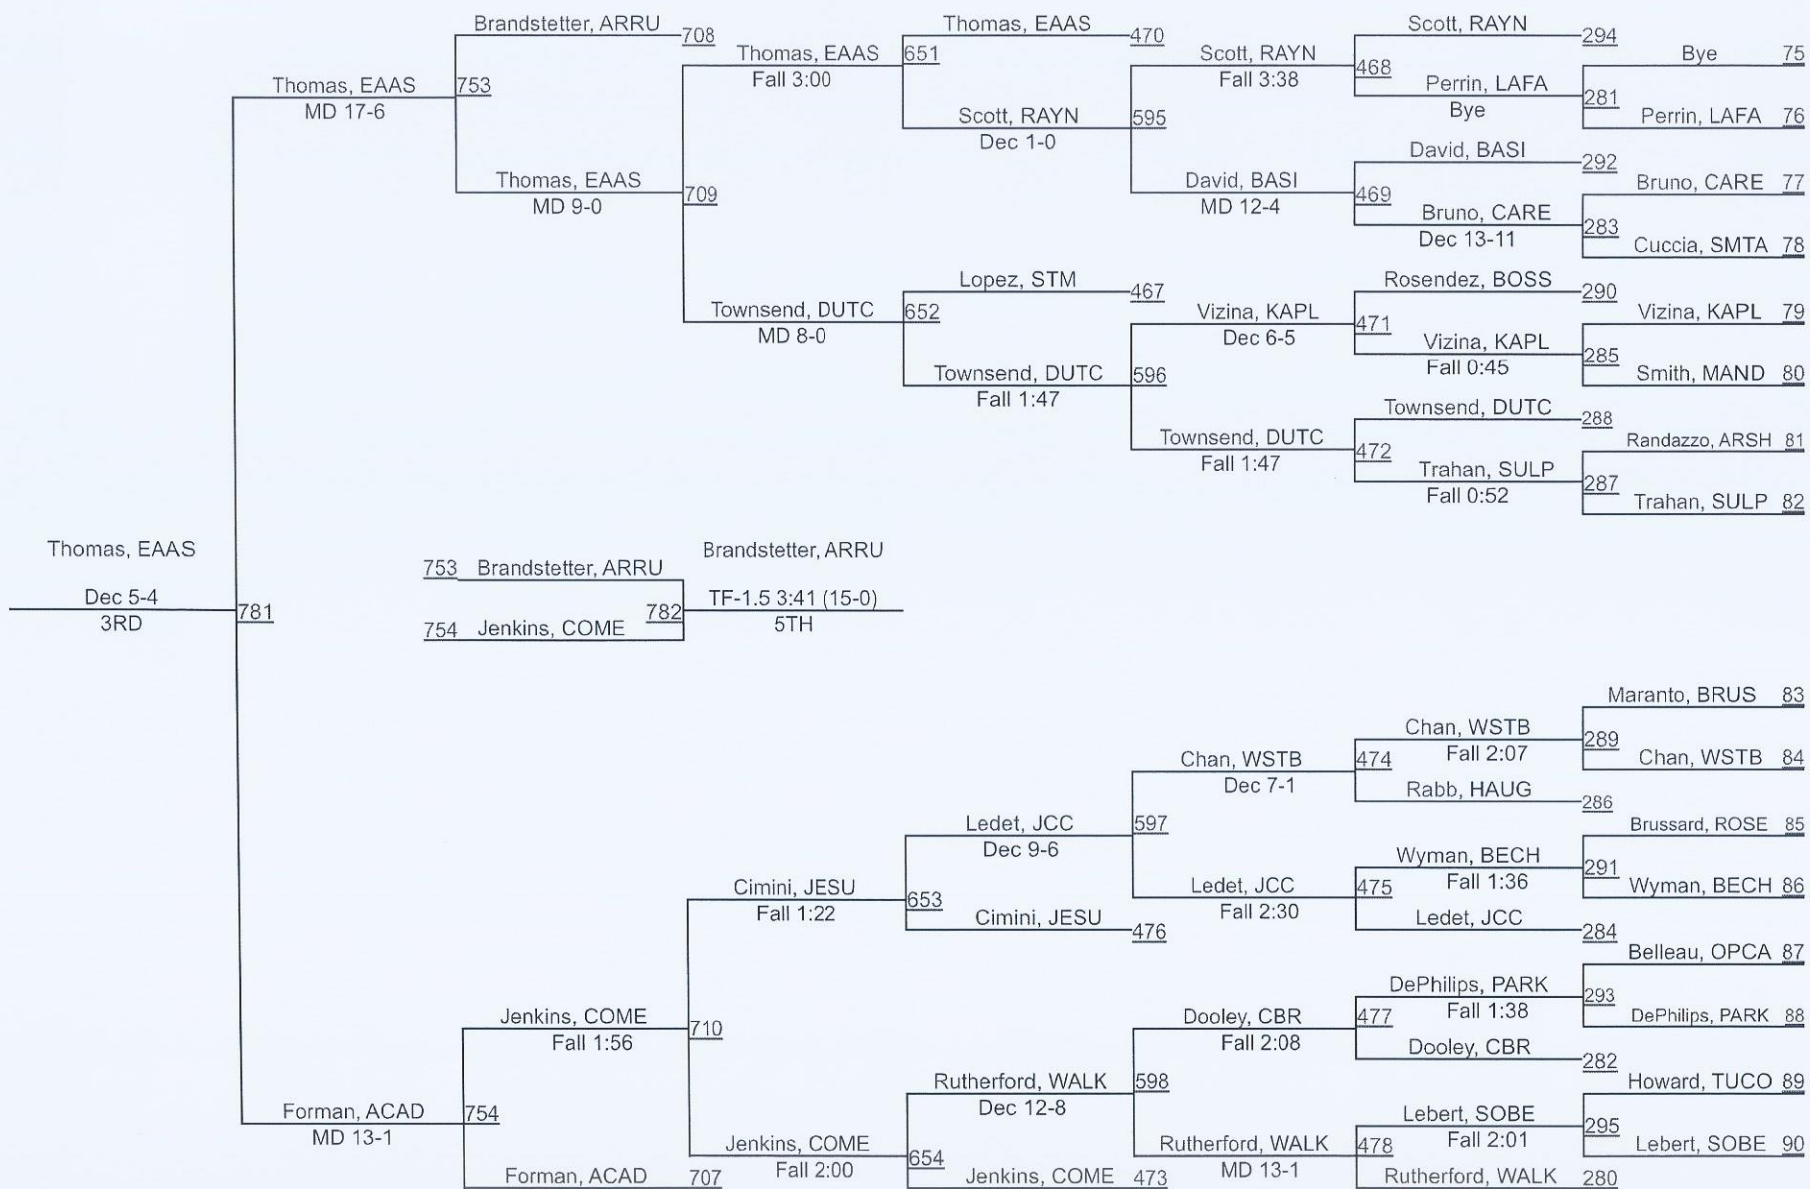 Brandstetter, ARRU 708
Thomas, EAAS 470
Scott, RAYN 294
Thomas, EAAS
Fall 3:00
651
Scott, RAYN
Fall 3:38
468
Bye 75
Thomas, EAAS
MD 17-6
753
Perrin, LAFA
Bye
281
Scott, RAYN
Dec 1-0
595
Perrin, LAFA 76
David, BASI 292
Thomas, EAAS
MD 9-0
709
David, BASI
MD 12-4
469
Bruno, CARE 77
Bruno, CARE
Dec 13-11
283
Cuccia, SMTA 78
Lopez, STM 467
Rosendez, BOSS 290
Townsend, DUTC
MD 8-0
652
Vizina, KAPL
Dec 6-5
471
Vizina, KAPL 79
Vizina, KAPL
Fall 0:45
285
Townsend, DUTC
Fall 1:47
596
Smith, MAND 80
Townsend, DUTC 288
Townsend, DUTC
Fall 1:47
472
Randazzo, ARSH 81
Trahan, SULP
Fall 0:52
287
Trahan, SULP 82
Thomas, EAAS
Dec 5-4
3RD
781
753 Brandstetter, ARRU
754 Jenkins, COME
782
Brandstetter, ARRU
TF-1.5 3:41 (15-0)
5TH
Maranto, BRUS 83
Chan, WSTB
Fall 2:07
289
Chan, WSTB
Dec 7-1
474
Chan, WSTB 84
Rabb, HAUG 286
Ledet, JCC
Dec 9-6
597
Brussard, ROSE 85
Wyman, BECH
Fall 1:36
291
Cimini, JESU
Fall 1:22
653
Ledet, JCC
Fall 2:30
475
Wyman, BECH 86
Cimini, JESU 476
Ledet, JCC 284
Belleau, OPCA 87
DePhilips, PARK
Fall 1:38
293
Jenkins, COME
Fall 1:56
710
Dooley, CBR
Fall 2:08
477
DePhilips, PARK 88
Dooley, CBR 282
Rutherford, WALK
Dec 12-8
598
Howard, TUCO 89
Forman, ACAD
MD 13-1
754
Lebert, SOBE
Fall 2:01
295
Jenkins, COME
Fall 2:00
654
Rutherford, WALK
MD 13-1
478
Lebert, SOBE 90
Forman, ACAD 707
Jenkins, COME 473
Rutherford, WALK 280